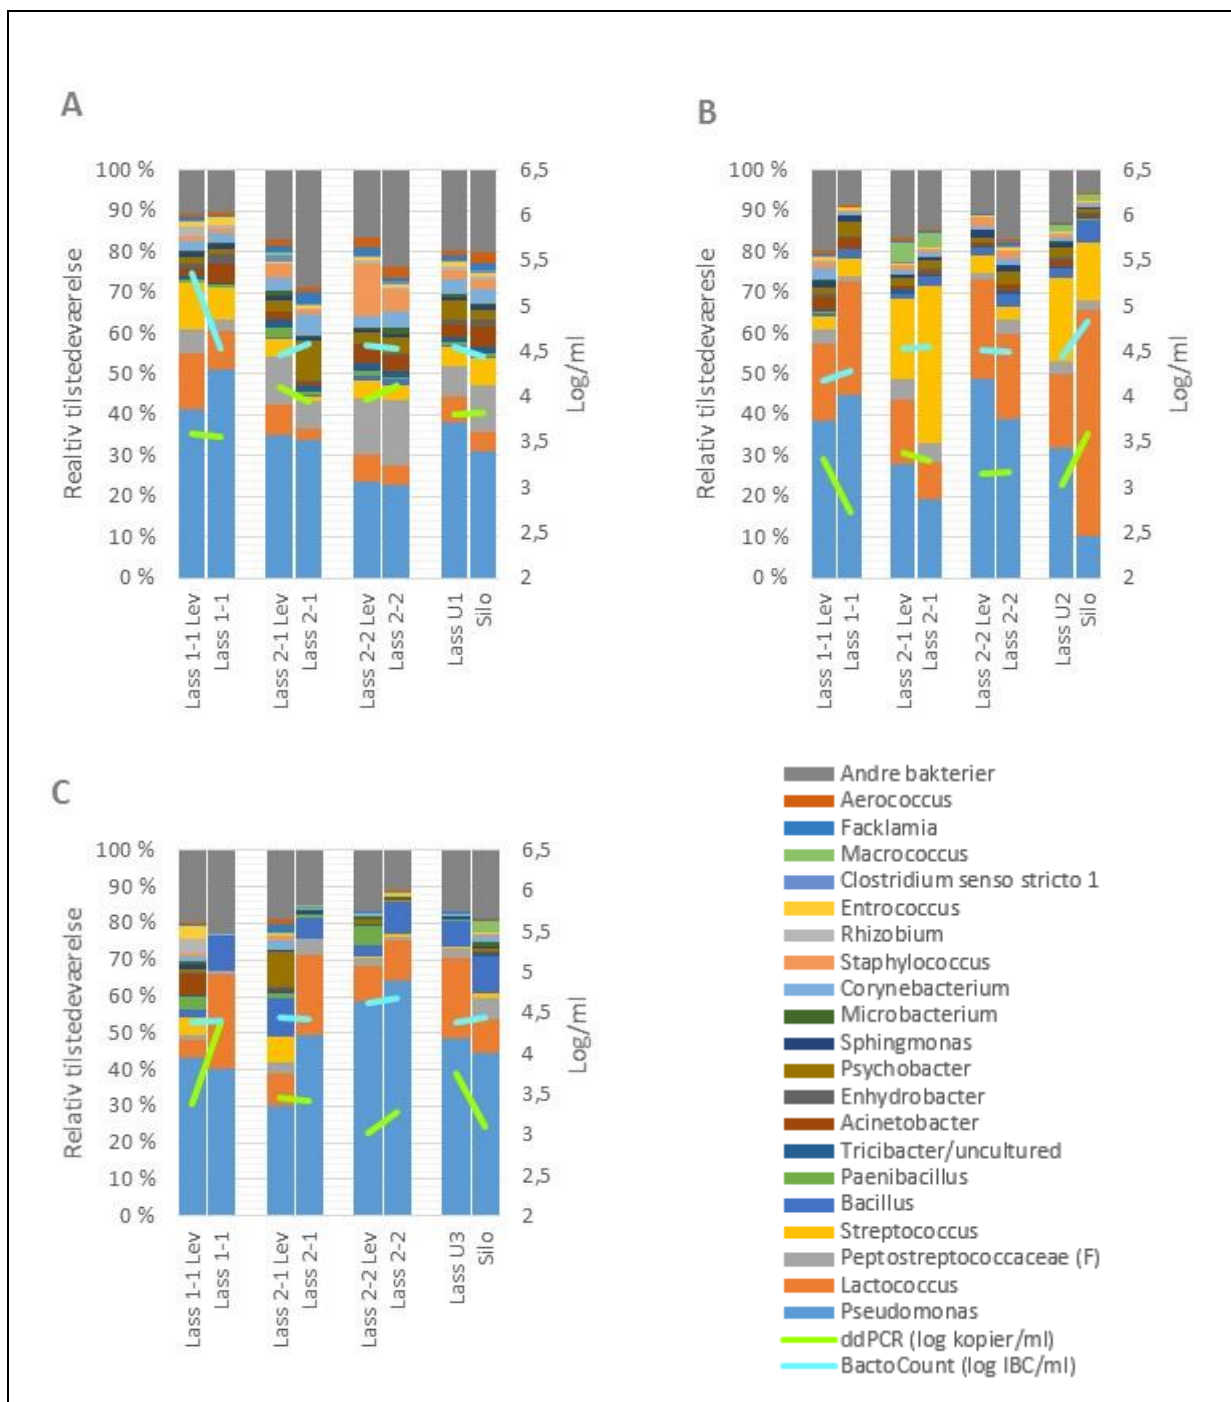 A
Realtiv tilstedeværelse
100 %
90 %
80 %
70 %
60 %
50 %
40 %
30 %
20 %
10 %
0 %
6,5
6
5,5
5
4,5
4
3,5
3
2,5
2
Log/ml
Lass 1-1 Lev
Lass 1-1
Lass 2-1 Lev
Lass 2-1
Lass 2-2 Lev
Lass 2-2
Lass U1
Silo
B
Relativ tilstedeværesle
100 %
90 %
80 %
70 %
60 %
50 %
40 %
30 %
20 %
10 %
0 %
6,5
6
5,5
5
4,5
4
3,5
3
2,5
2
Log/ml
Lass 1-1 Lev
Lass 1-1
Lass 2-1 Lev
Lass 2-1
Lass 2-2 Lev
Lass 2-2
Lass U2
Silo
C
Relativ tilstedeværelse
100 %
90 %
80 %
70 %
60 %
50 %
40 %
30 %
20 %
10 %
0 %
6,5
6
5,5
5
4,5
4
3,5
3
2,5
2
Log/ml
Lass 1-1 Lev
Lass 1-1
Lass 2-1 Lev
Lass 2-1
Lass 2-2 Lev
Lass 2-2
Lass U3
Silo
Andre bakterier
Aerococcus
Facklamia
Macrococcus
Clostridium senso stricto 1
Entrococcus
Rhizobium
Staphylococcus
Corynebacterium
Microbacterium
Sphingmonas
Psychobacter
Enhydrobacter
Acinetobacter
Tricibacter/uncultured
Paenibacillus
Bacillus
Streptococcus
Peptostreptococcaceae (F)
Lactococcus
Pseudomonas
ddPCR (log kopier/ml)
BactoCount (log IBC/ml)